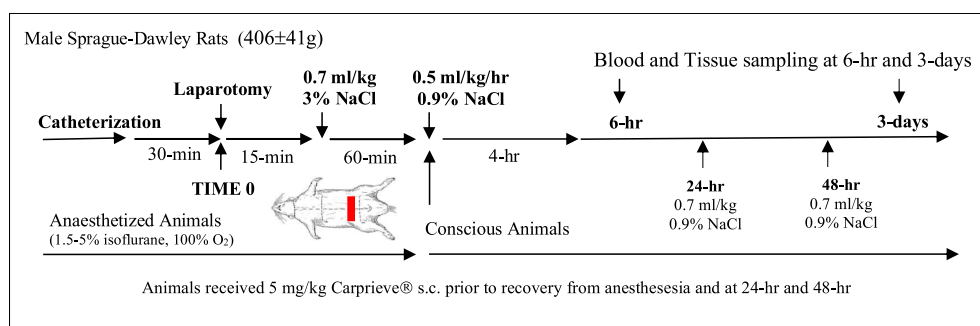 Male Sprague-Dawley Rats (406±41g)
Blood and Tissue sampling at 6-hr and 3-days
0.7 ml/kg
3% NaCl
0.5 ml/kg/hr
0.9% NaCl
Laparotomy
Catheterization
6-hr
3-days
30-min
15-min
60-min
4-hr
TIME 0
24-hr
0.7 ml/kg
0.9% NaCl
48-hr
0.7 ml/kg
0.9% NaCl
Anaesthetized Animals
(1.5-5% isoflurane, 100% O₂)
Conscious Animals
Animals received 5 mg/kg Carprieve® s.c. prior to recovery from anesthesesia and at 24-hr and 48-hr